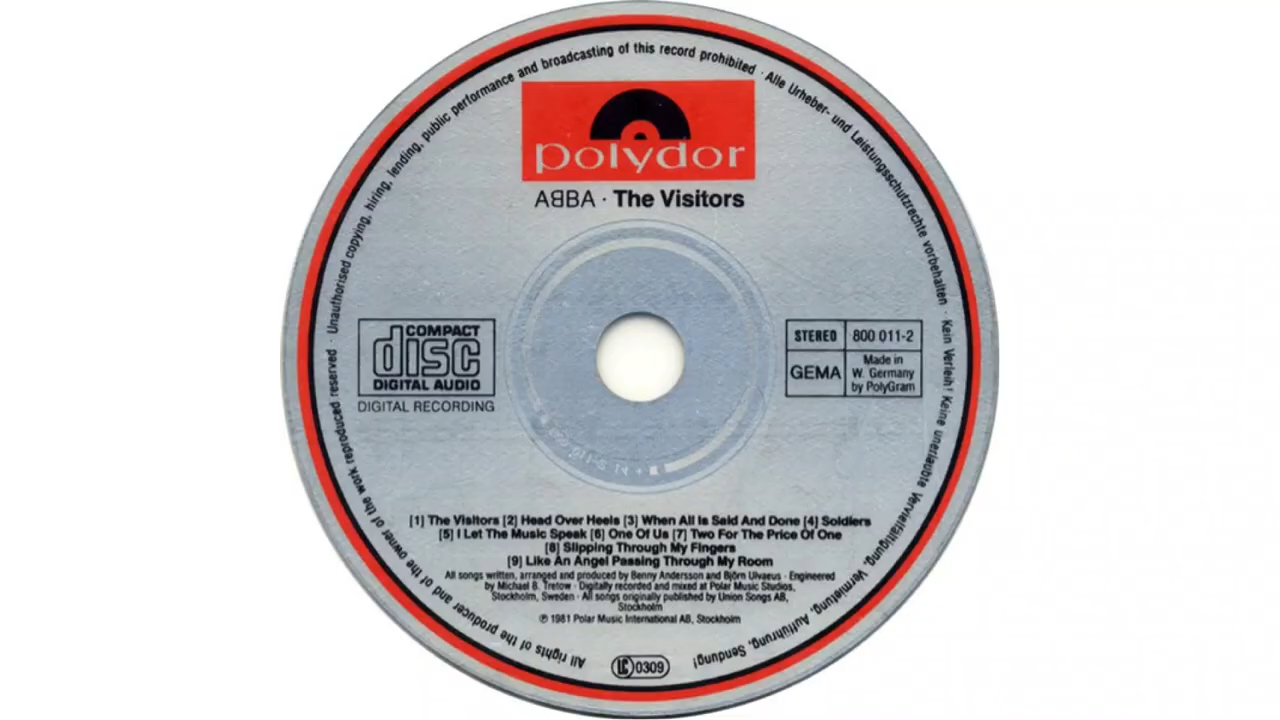 Unauthorised copying, hiring, lending, public performance and broadcasting of this record prohibited · Alle Urheber- und Leistungsschutzrechte vorbehalten · Kein Verleih! Keine unerlaubte Vervielfältigung, Vermietung, Aufführung, Sendung!
All rights of the producer and of the owner of the work reproduced reserved ·
polydor
ABBA · The Visitors
COMPACT
disc
DIGITAL AUDIO
DIGITAL RECORDING
STEREO 800 011-2
GEMA Made in
W. Germany
by PolyGram
[1] The Visitors [2] Head Over Heels [3] When All Is Said And Done [4] Soldiers
[5] I Let The Music Speak [6] One Of Us [7] Two For The Price Of One
[8] Slipping Through My Fingers
[9] Like An Angel Passing Through My Room
All songs written, arranged and produced by Benny Andersson and Björn Ulvaeus · Engineered
by Michael B. Tretow · Digitally recorded and mixed at Polar Music Studios,
Stockholm, Sweden · All songs originally published by Union Songs AB,
Stockholm
℗ 1981 Polar Music International AB, Stockholm
LC 0309